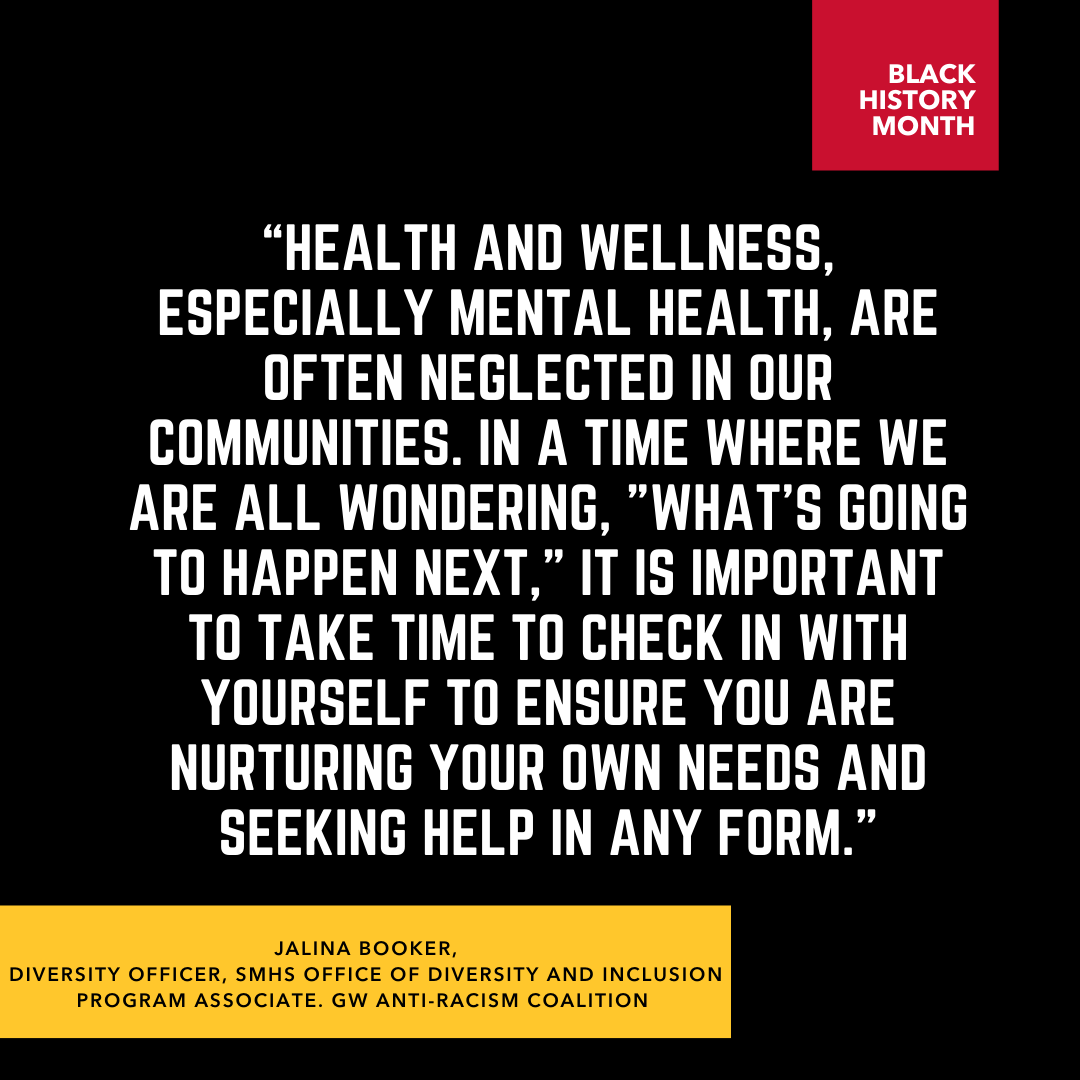 BLACK
HISTORY
MONTH
“HEALTH AND WELLNESS,
ESPECIALLY MENTAL HEALTH, ARE
OFTEN NEGLECTED IN OUR
COMMUNITIES. IN A TIME WHERE WE
ARE ALL WONDERING, ”WHAT’S GOING
TO HAPPEN NEXT,” IT IS IMPORTANT
TO TAKE TIME TO CHECK IN WITH
YOURSELF TO ENSURE YOU ARE
NURTURING YOUR OWN NEEDS AND
SEEKING HELP IN ANY FORM.”
JALINA BOOKER,
DIVERSITY OFFICER, SMHS OFFICE OF DIVERSITY AND INCLUSION
PROGRAM ASSOCIATE. GW ANTI-RACISM COALITION